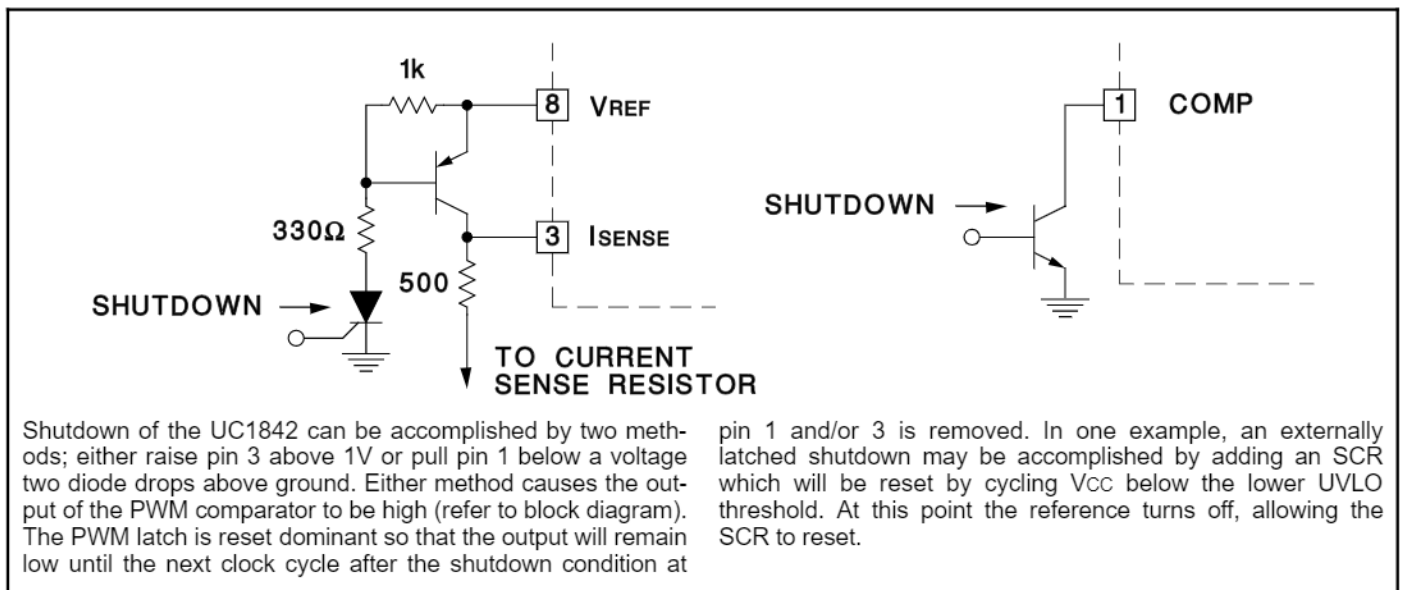 1k
8 VREF
1 COMP
SHUTDOWN
330Ω
3 ISENSE
500
SHUTDOWN
TO CURRENT
SENSE RESISTOR
Shutdown of the UC1842 can be accomplished by two meth-
ods; either raise pin 3 above 1V or pull pin 1 below a voltage
two diode drops above ground. Either method causes the out-
put of the PWM comparator to be high (refer to block diagram).
The PWM latch is reset dominant so that the output will remain
low until the next clock cycle after the shutdown condition at
pin 1 and/or 3 is removed. In one example, an externally
latched shutdown may be accomplished by adding an SCR
which will be reset by cycling VCC below the lower UVLO
threshold. At this point the reference turns off, allowing the
SCR to reset.